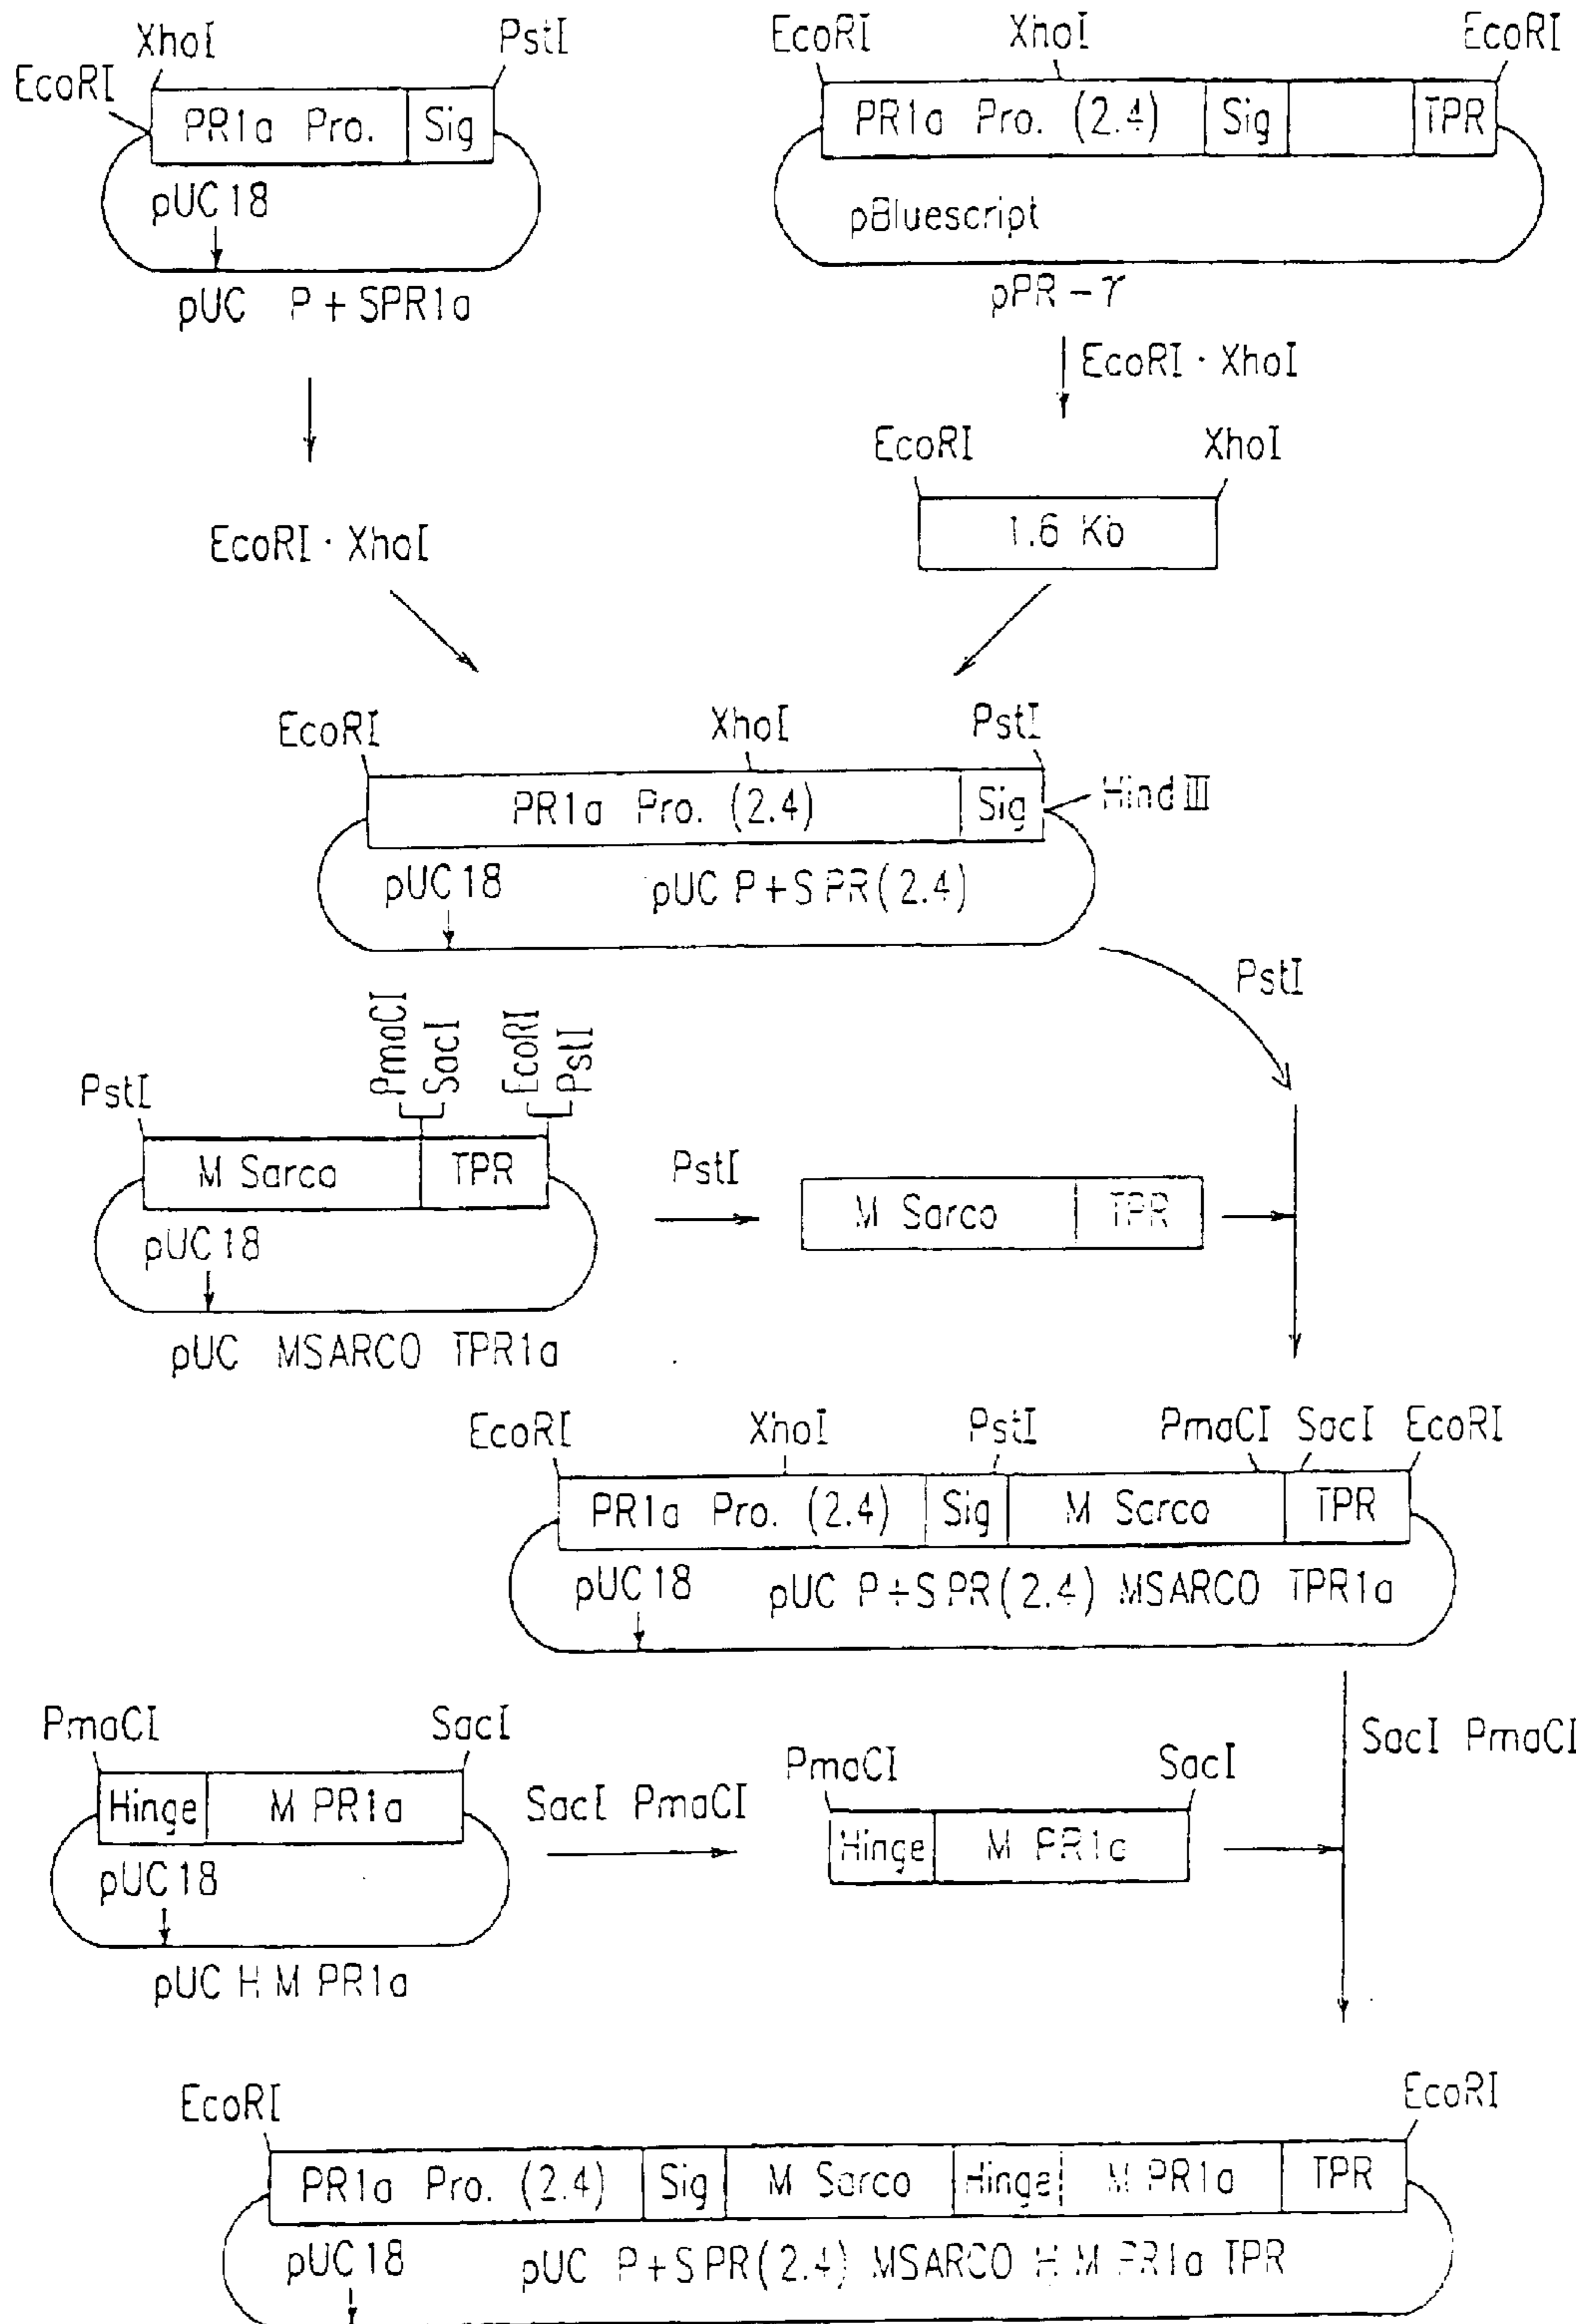 XhoI PstI
EcoRI
PR1a Pro. Sig
pUC18
pUC P+SPR1a
EcoRI XhoI EcoRI
PR1a Pro. (2.4) Sig TPR
pBluescript
pPR-γ
EcoRI·XhoI
EcoRI XhoI
1.6 Kb
EcoRI·XhoI
EcoRI XhoI PstI
PR1a Pro. (2.4) Sig HindIII
pUC18 pUC P+SPR(2.4)
PstI
PstI PmaCI SacI EcoRI PstI
M Sarco TPR
pUC18
pUC MSARCO TPR1a
PstI
M Sarco TPR
EcoRI XhoI PstI PmaCI SacI EcoRI
PR1a Pro. (2.4) Sig M Sarco TPR
pUC18 pUC P+SPR(2.4) MSARCO TPR1a
SacI PmaCI
PmaCI SacI
Hinge M PR1a
pUC18
pUC H M PR1a
SacI PmaCI
PmaCI SacI
Hinge M PR1a
EcoRI EcoRI
PR1a Pro. (2.4) Sig M Sarco Hinge M PR1a TPR
pUC18 pUC P+SPR(2.4) MSARCO H M PR1a TPR